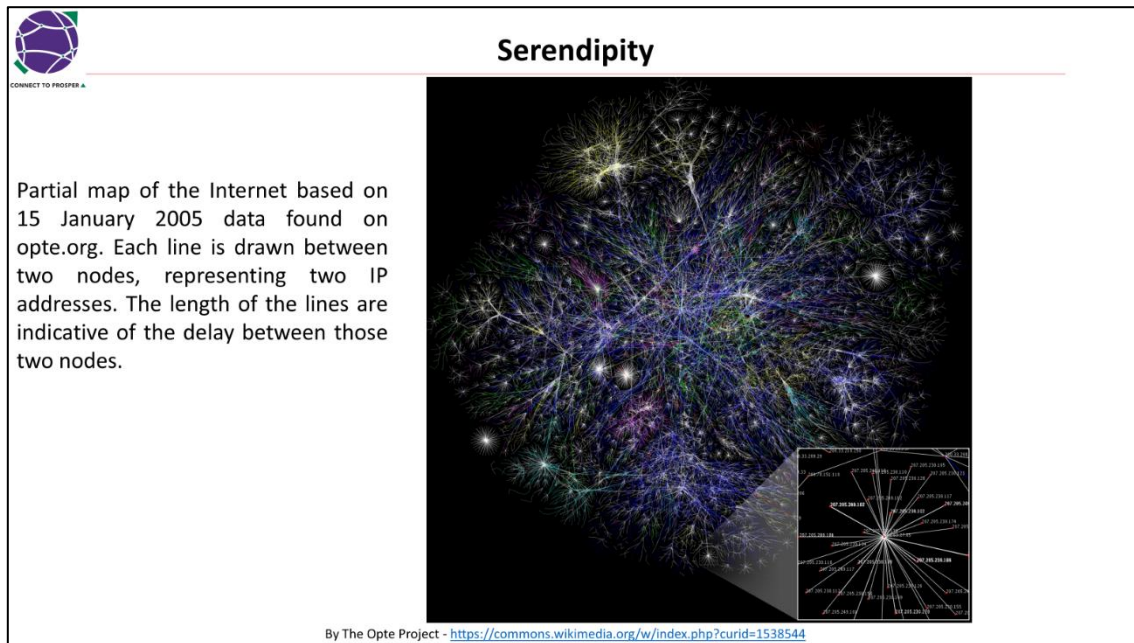 Serendipity
CONNECT TO PROSPER
Partial map of the Internet based on
15 January 2005 data found on
opte.org. Each line is drawn between
two nodes, representing two IP
addresses. The length of the lines are
indicative of the delay between those
two nodes.
By The Opte Project - https://commons.wikimedia.org/w/index.php?curid=1538544